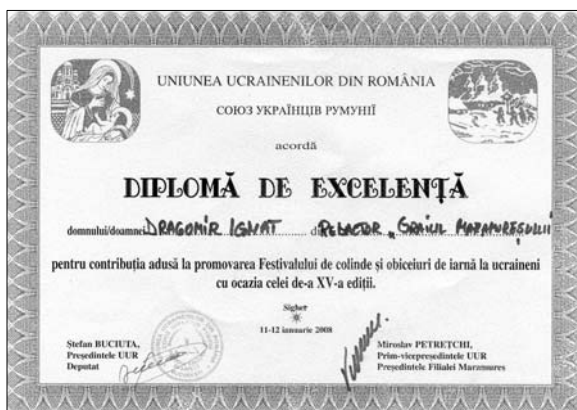 UNIUNEA UCRAINENILOR DIN ROMÂNIA
СОЮЗ УКРАЇНЦІВ РУМУНІЇ
acordă
DIPLOMĂ DE EXCELENȚĂ
domnului/doamnei DRAGOMIR IGNAT REDACTOR „GRAIUL MARAMUREȘULUI
pentru contribuția adusă la promovarea Festivalului de colinde și obiceiuri de iarnă la ucraineni
cu ocazia celei de-a XV-a ediții.
Sighet
11-12 ianuarie 2008
Ștefan BUCIUTA,
Președintele UUR
Deputat
Miroslav PETREȚCHI,
Prim-vicepreședintele UUR
Președintele Filialei Maramures